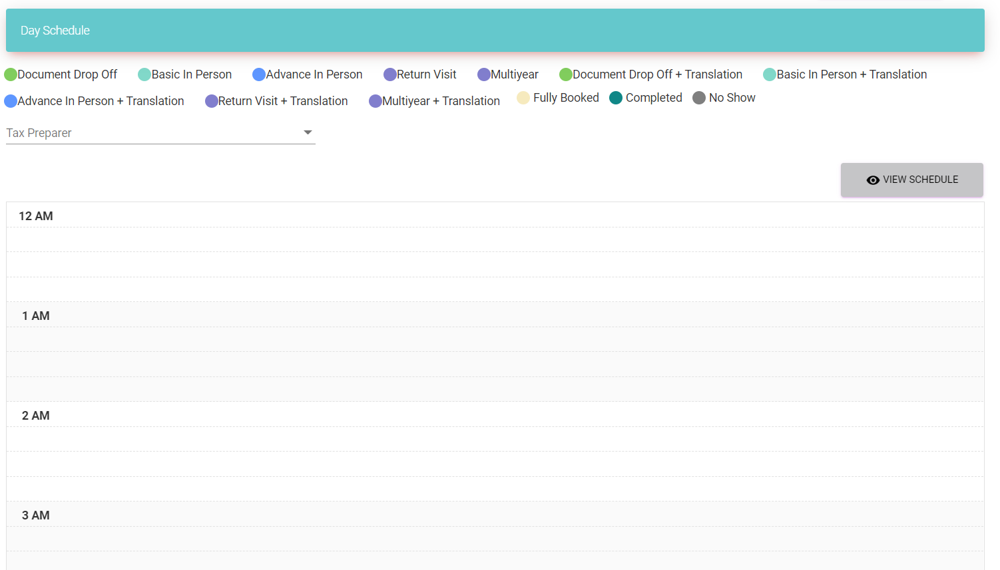 Day Schedule
Document Drop Off Basic In Person Advance In Person Return Visit Multiyear Document Drop Off + Translation Basic In Person + Translation
Advance In Person + Translation Return Visit + Translation Multiyear + Translation Fully Booked Completed No Show
Tax Preparer
VIEW SCHEDULE
12 AM
1 AM
2 AM
3 AM